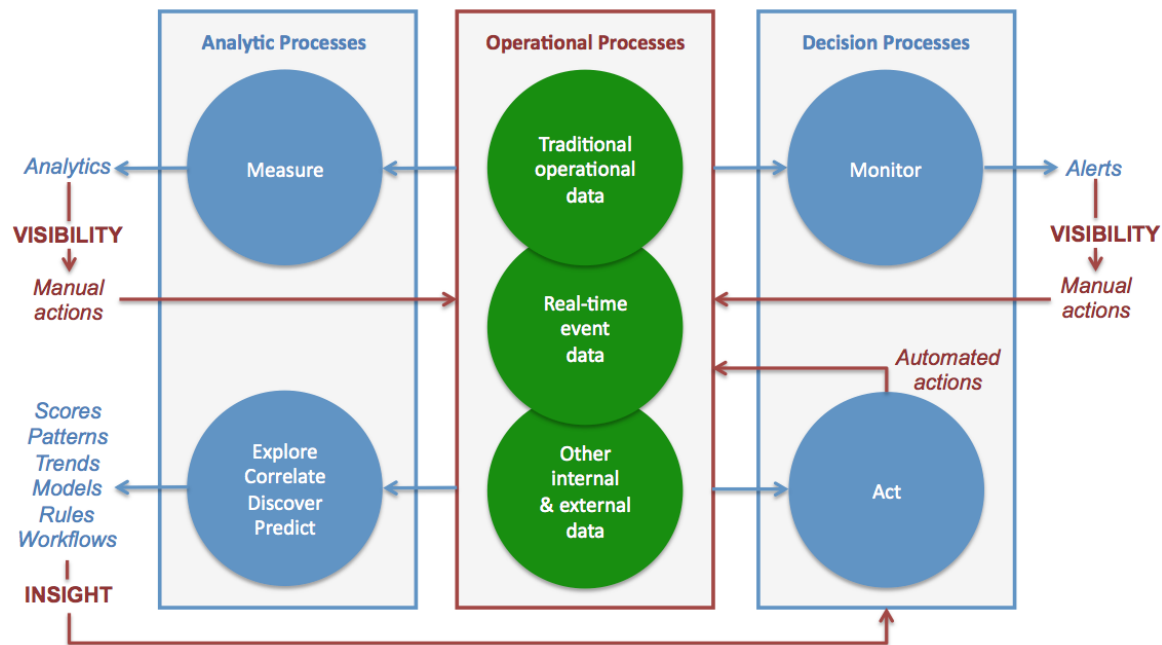 Analytic Processes
Operational Processes
Decision Processes
Traditional
operational
data
Measure
Monitor
Analytics
Alerts
VISIBILITY
VISIBILITY
Manual
actions
Real-time
event
data
Manual
actions
Automated
actions
Scores
Patterns
Trends
Models
Rules
Workflows
Explore
Correlate
Discover
Predict
Other
internal
& external
data
Act
INSIGHT